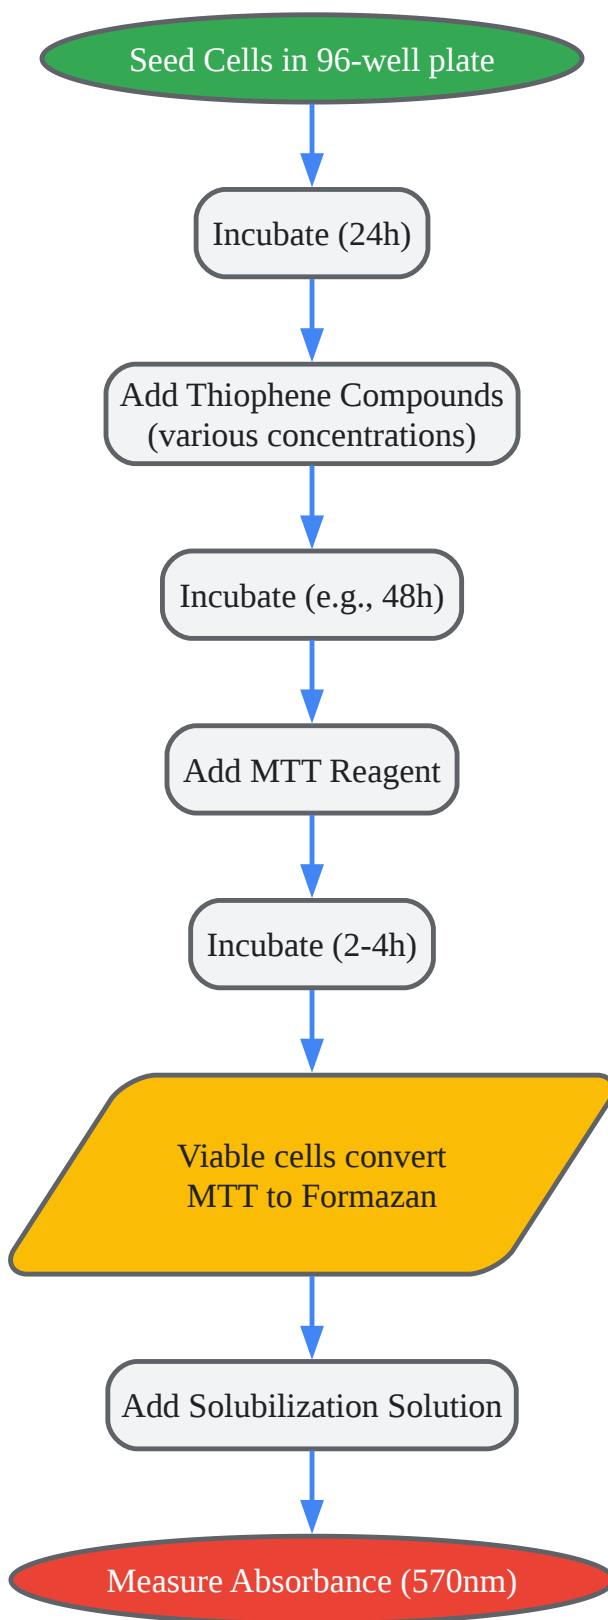 Seed Cells in 96-well plate
Incubate (24h)
Add Thiophene Compounds
(various concentrations)
Incubate (e.g., 48h)
Add MTT Reagent
Incubate (2-4h)
Viable cells convert
MTT to Formazan
Add Solubilization Solution
Measure Absorbance (570nm)